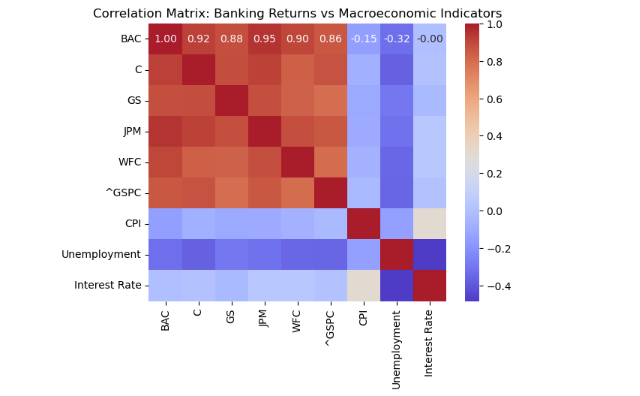 Correlation Matrix: Banking Returns vs Macroeconomic Indicators
BAC 1.00 0.92 0.88 0.95 0.90 0.86 -0.15 -0.32 -0.00
C
GS
JPM
WFC
^GSPC
CPI
Unemployment
Interest Rate
BAC C GS JPM WFC ^GSPC CPI Unemployment Interest Rate
1.0
0.8
0.6
0.4
0.2
0.0
-0.2
-0.4